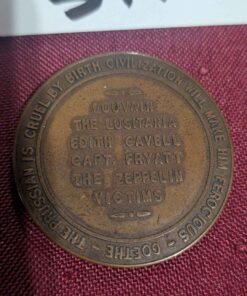 THE PRUSSIAN IS CRUEL BY BIRTH CIVILIZATION WILL MAKE HIM FEROCIOUS - GOETHE -
LOUVAIN
THE LUSITANIA
EDITH CAVELL
CAPT. FRYATT
THE ZEPPELIN
VICTIMS